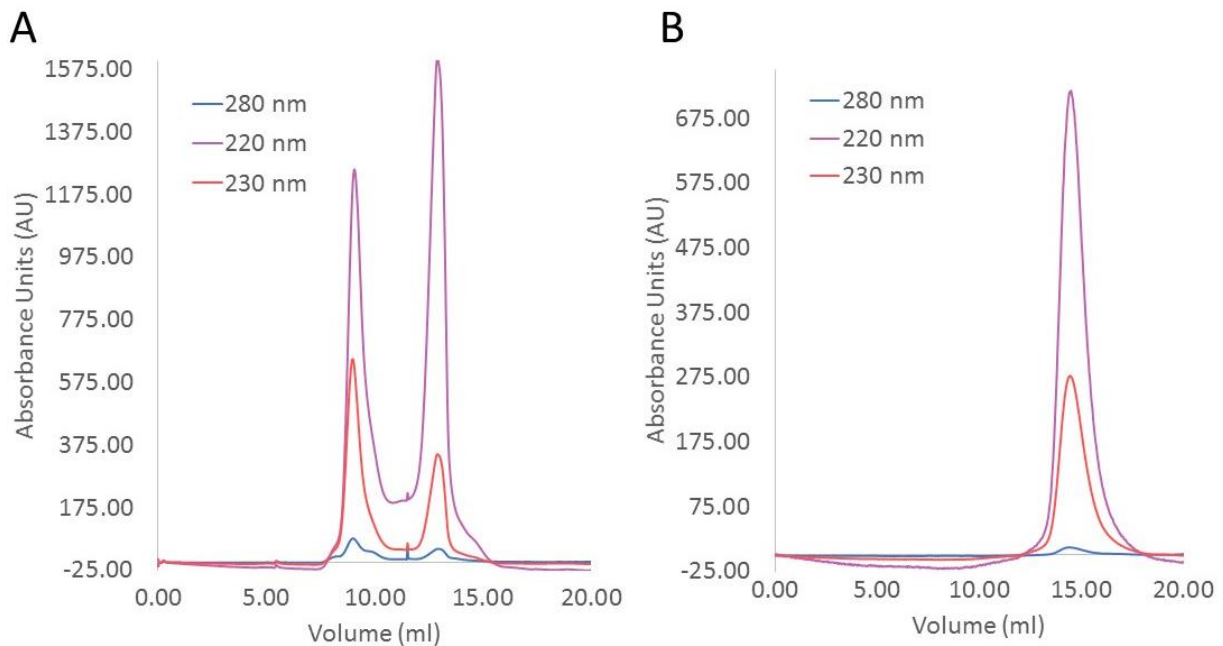 A
Absorbance Units (AU)
1575.00
1375.00
1175.00
975.00
775.00
575.00
375.00
175.00
-25.00
280 nm
220 nm
230 nm
0.00 5.00 10.00 15.00 20.00
Volume (ml)
B
Absorbance Units (AU)
675.00
575.00
475.00
375.00
275.00
175.00
75.00
-25.00
280 nm
220 nm
230 nm
0.00 5.00 10.00 15.00 20.00
Volume (ml)